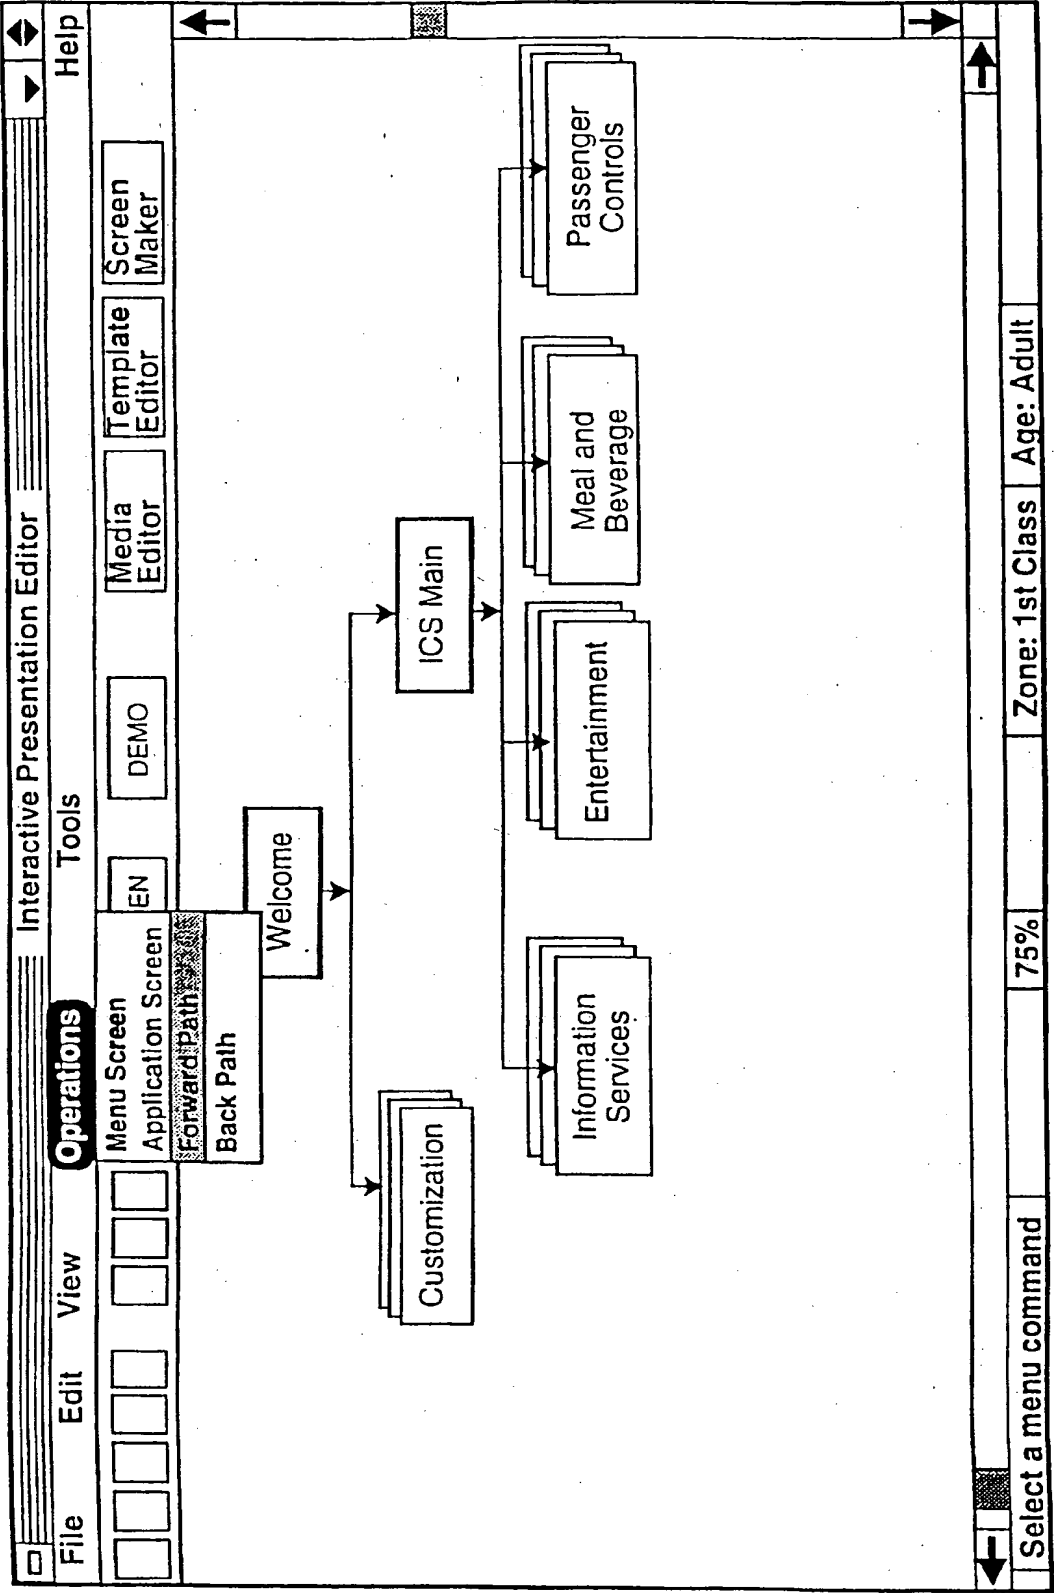 Interactive Presentation Editor
File Edit View Operations Tools Help
Menu Screen
Application Screen
Forward Path
Back Path
EN
DEMO
Media
Editor
Template
Editor
Screen
Maker
Welcome
Customization
ICS Main
Information
Services
Entertainment
Meal and
Beverage
Passenger
Controls
Select a menu command 75% Zone: 1st Class Age: Adult